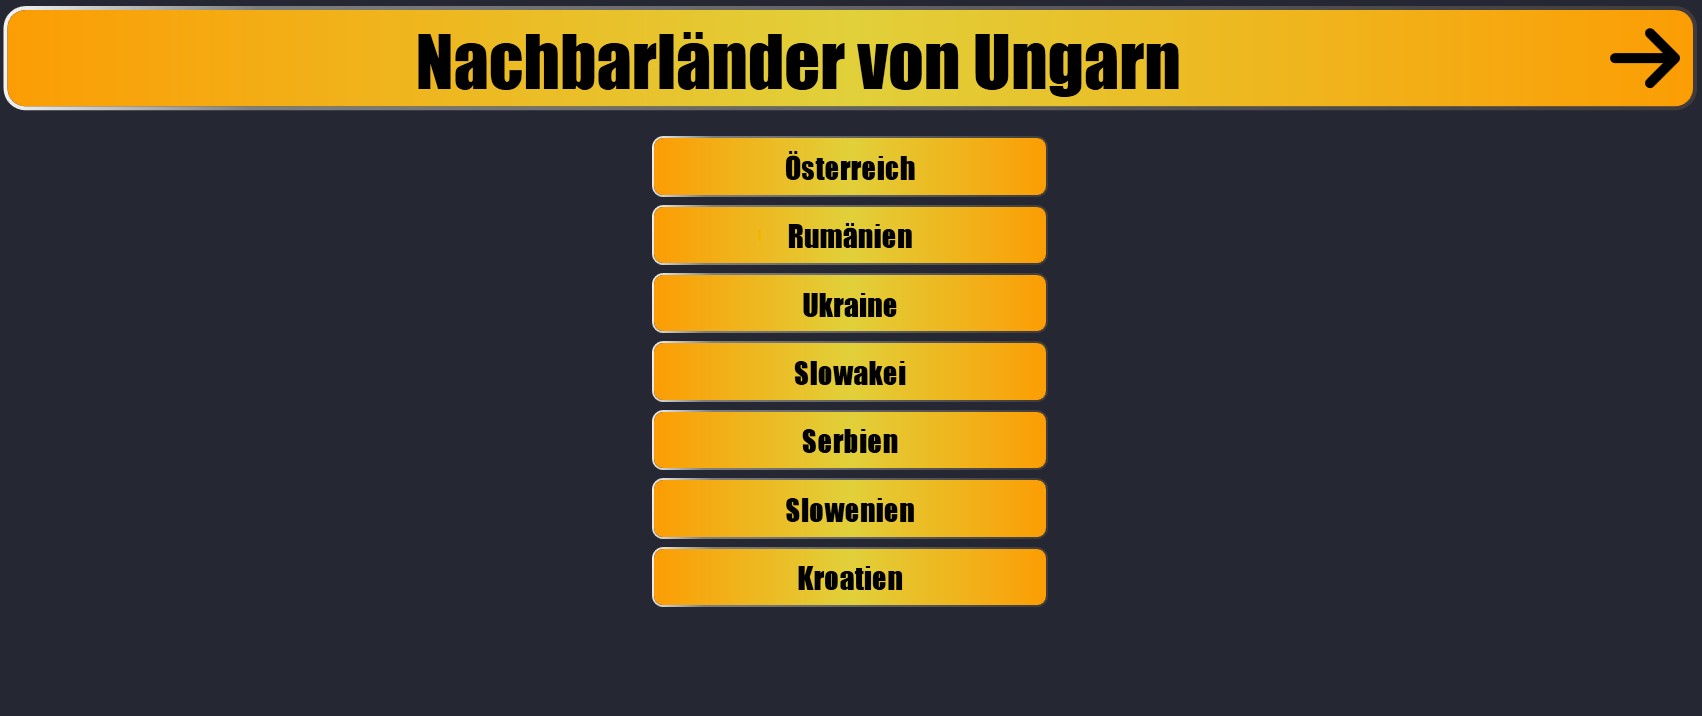 Nachbarländer von Ungarn
Österreich
Rumänien
Ukraine
Slowakei
Serbien
Slowenien
Kroatien